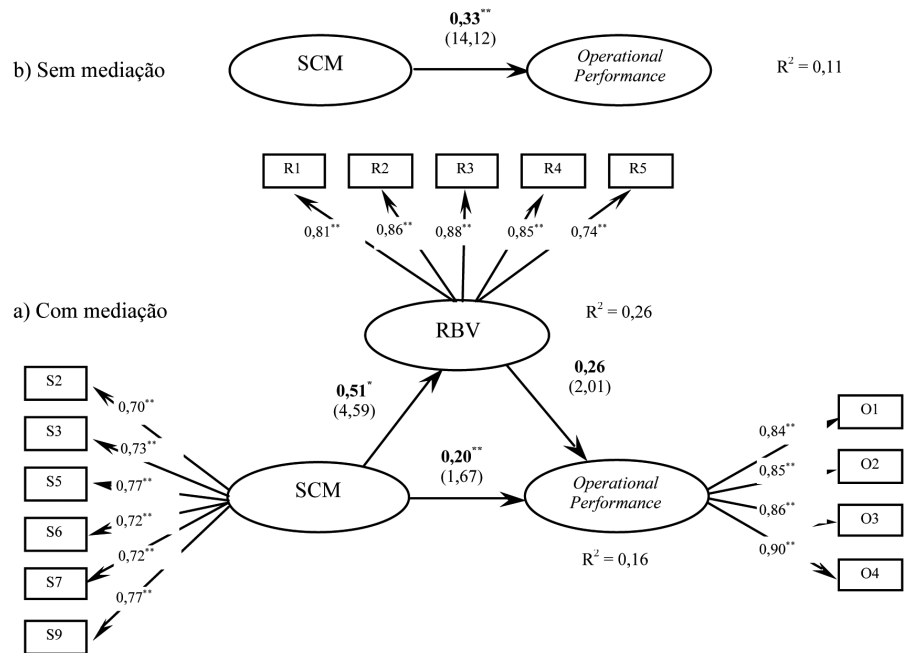 0,33**
(14,12)
b) Sem mediação
SCM
Operational
Performance
R² = 0,11
R1
R2
R3
R4
R5
0,81**
0,86**
0,88**
0,85**
0,74**
a) Com mediação
RBV
R² = 0,26
S2
S3
S5
S6
S7
S9
0,70**
0,73**
0,77**
0,72**
0,72**
0,77**
0,51*
(4,59)
0,26
(2,01)
0,20**
(1,67)
SCM
Operational
Performance
R² = 0,16
0,84**
0,85**
0,86**
0,90**
O1
O2
O3
O4